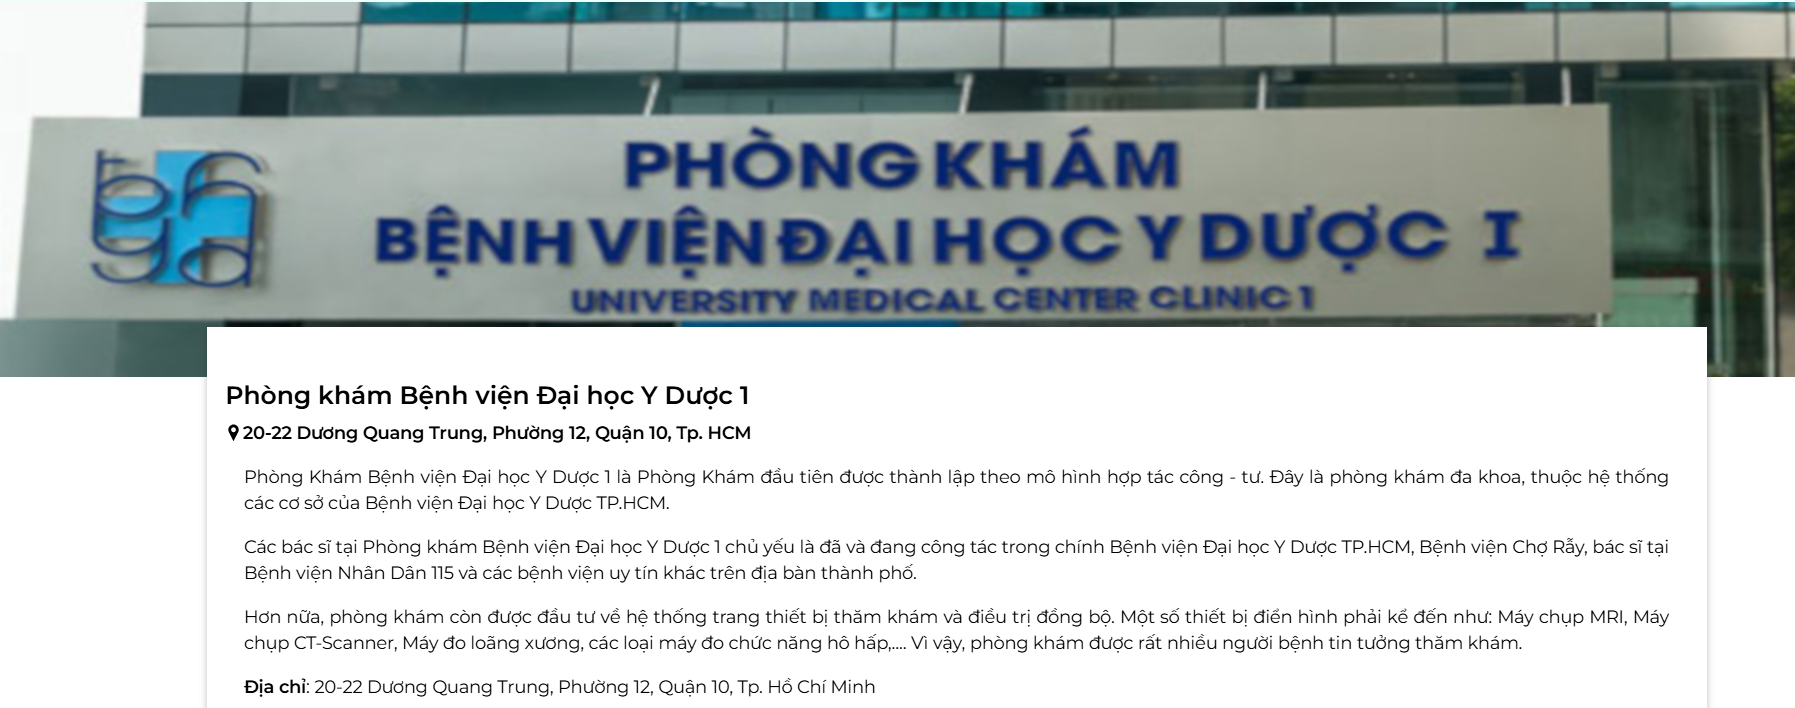 PHÒNG KHÁM
BỆNH VIỆN ĐẠI HỌC Y DƯỢC I
UNIVERSITY MEDICAL CENTER CLINIC 1
Phòng khám Bệnh viện Đại học Y Dược 1
20-22 Dương Quang Trung, Phường 12, Quận 10, Tp. HCM
Phòng Khám Bệnh viện Đại học Y Dược 1 là Phòng Khám đầu tiên được thành lập theo mô hình hợp tác công - tư. Đây là phòng khám đa khoa, thuộc hệ thống
các cơ sở của Bệnh viện Đại học Y Dược TP.HCM.
Các bác sĩ tại Phòng khám Bệnh viện Đại học Y Dược 1 chủ yếu là đã và đang công tác trong chính Bệnh viện Đại học Y Dược TP.HCM, Bệnh viện Chợ Rẫy, bác sĩ tại
Bệnh viện Nhân Dân 115 và các bệnh viện uy tín khác trên địa bàn thành phố.
Hơn nữa, phòng khám còn được đầu tư về hệ thống trang thiết bị thăm khám và điều trị đồng bộ. Một số thiết bị điển hình phải kể đến như: Máy chụp MRI, Máy
chụp CT-Scanner, Máy đo loãng xương, các loại máy đo chức năng hô hấp,.... Vì vậy, phòng khám được rất nhiều người bệnh tin tưởng thăm khám.
Địa chỉ: 20-22 Dương Quang Trung, Phường 12, Quận 10, Tp. Hồ Chí Minh